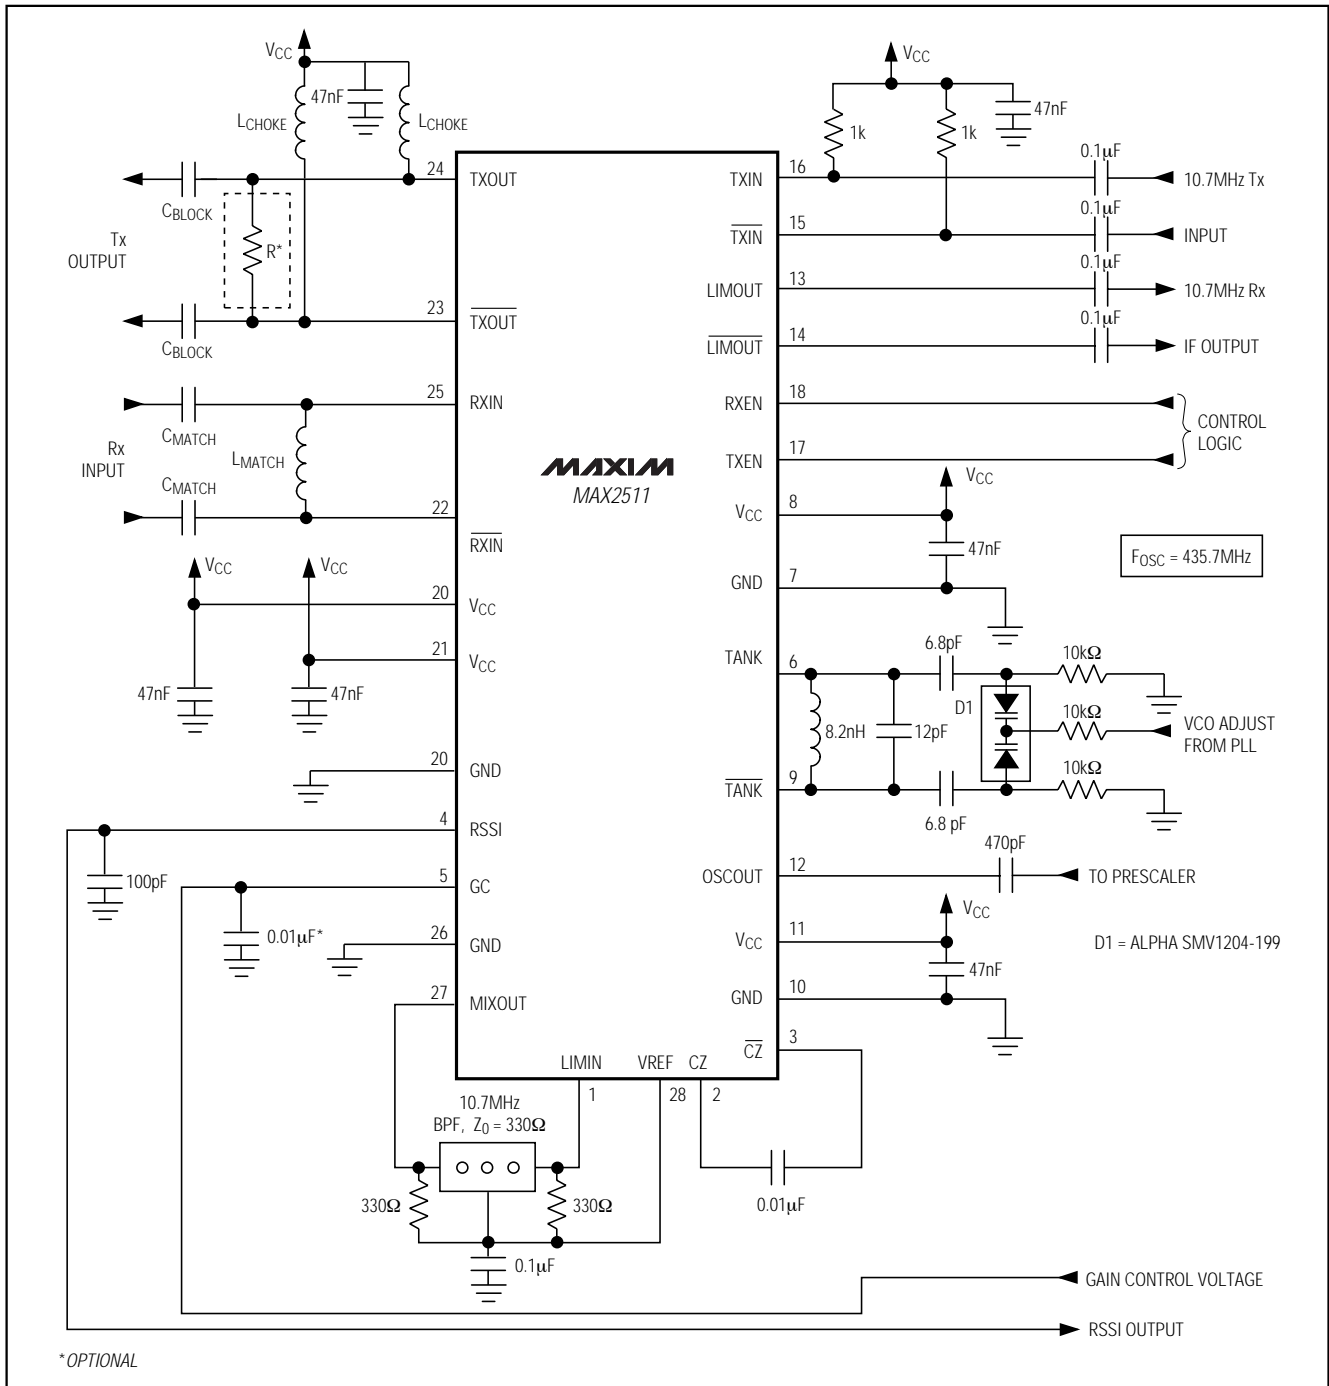 VCC
47nF
LCHOKE
LCHOKE
24
TXOUT
CBLOCK
Tx
OUTPUT
R*
23
TXOUT
CBLOCK
25
RXIN
CMATCH
Rx
INPUT
LMATCH
CMATCH
22
RXIN
VCC
VCC
20
VCC
21
VCC
47nF
47nF
20
GND
4
RSSI
100pF
5
GC
0.01μF*
26
GND
27
MIXOUT
LIMIN
VREF
CZ
1
28
2
10.7MHz
BPF, Z0 = 330Ω
330Ω
330Ω
0.1μF
0.01μF
MAXIM
MAX2511
VCC
1k
1k
47nF
16
TXIN
0.1μF
10.7MHz Tx
15
TXIN
0.1μF
INPUT
13
LIMOUT
0.1μF
10.7MHz Rx
14
LIMOUT
0.1μF
IF OUTPUT
18
RXEN
17
TXEN
CONTROL
LOGIC
VCC
8
VCC
47nF
7
GND
FOSC = 435.7MHz
6
TANK
6.8pF
10kΩ
D1
8.2nH
12pF
10kΩ
VCO ADJUST
FROM PLL
9
TANK
6.8 pF
10kΩ
470pF
12
OSCOUT
TO PRESCALER
VCC
11
VCC
D1 = ALPHA SMV1204-199
47nF
10
GND
3
CZ
GAIN CONTROL VOLTAGE
RSSI OUTPUT
*OPTIONAL